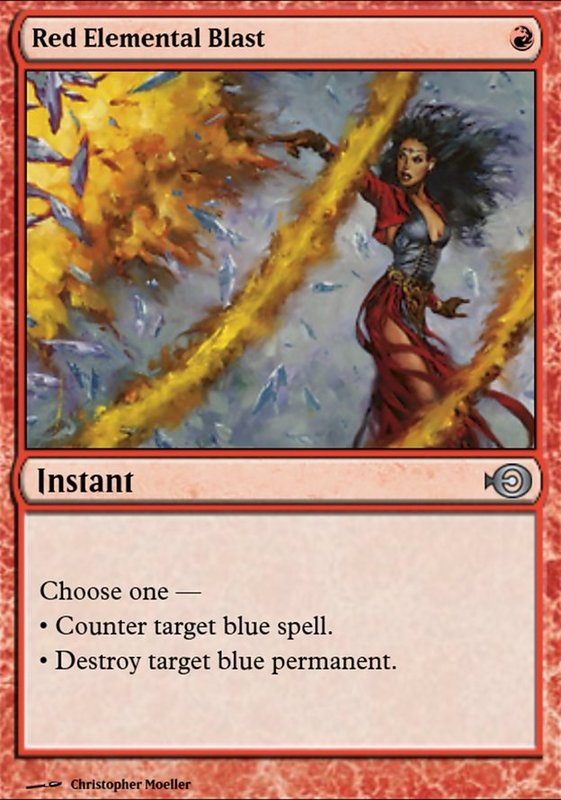 Red Elemental Blast
Instant
Choose one —
• Counter target blue spell.
• Destroy target blue permanent.
Christopher Moeller